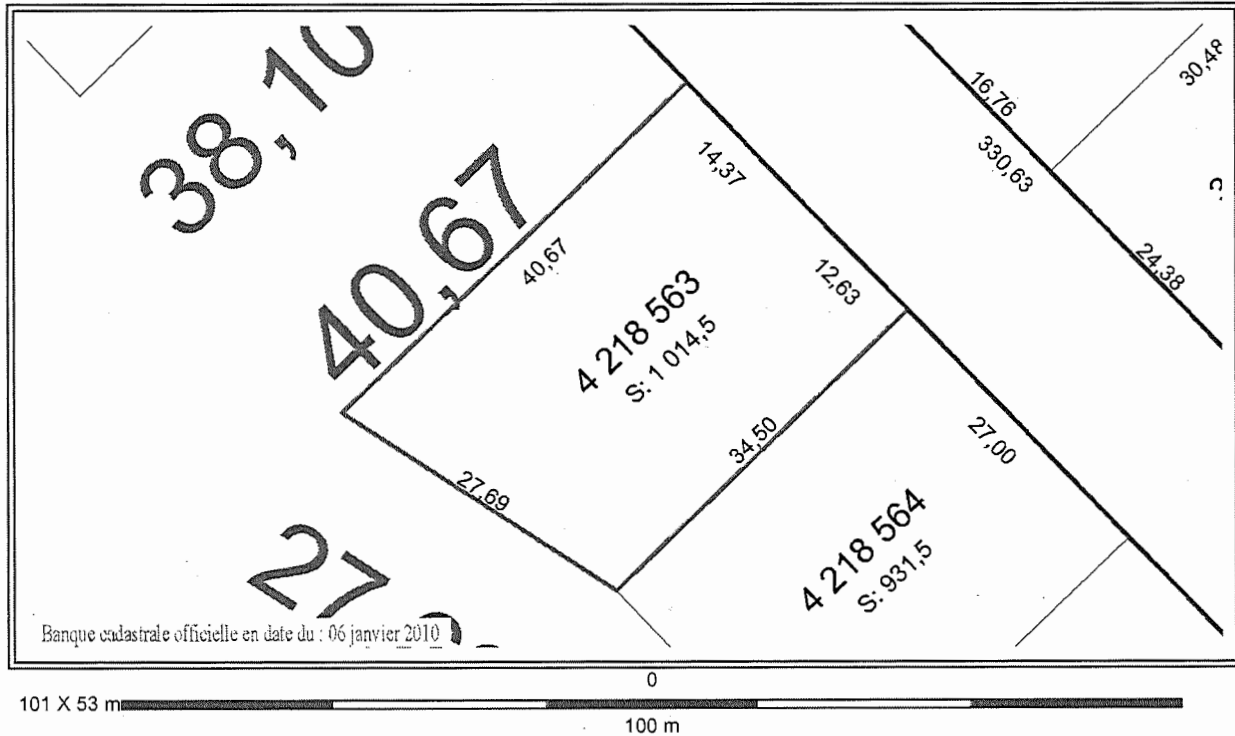 38,10
40,67
16,76
330,63
30,48
24,38
14,37
12,63
40,67
4 218 563
S: 1 014,5
34,50
27,00
27,69
4 218 564
S: 931,5
Banque cadastrale officielle en date du : 06 janvier 2010
0
101 X 53 m
100 m